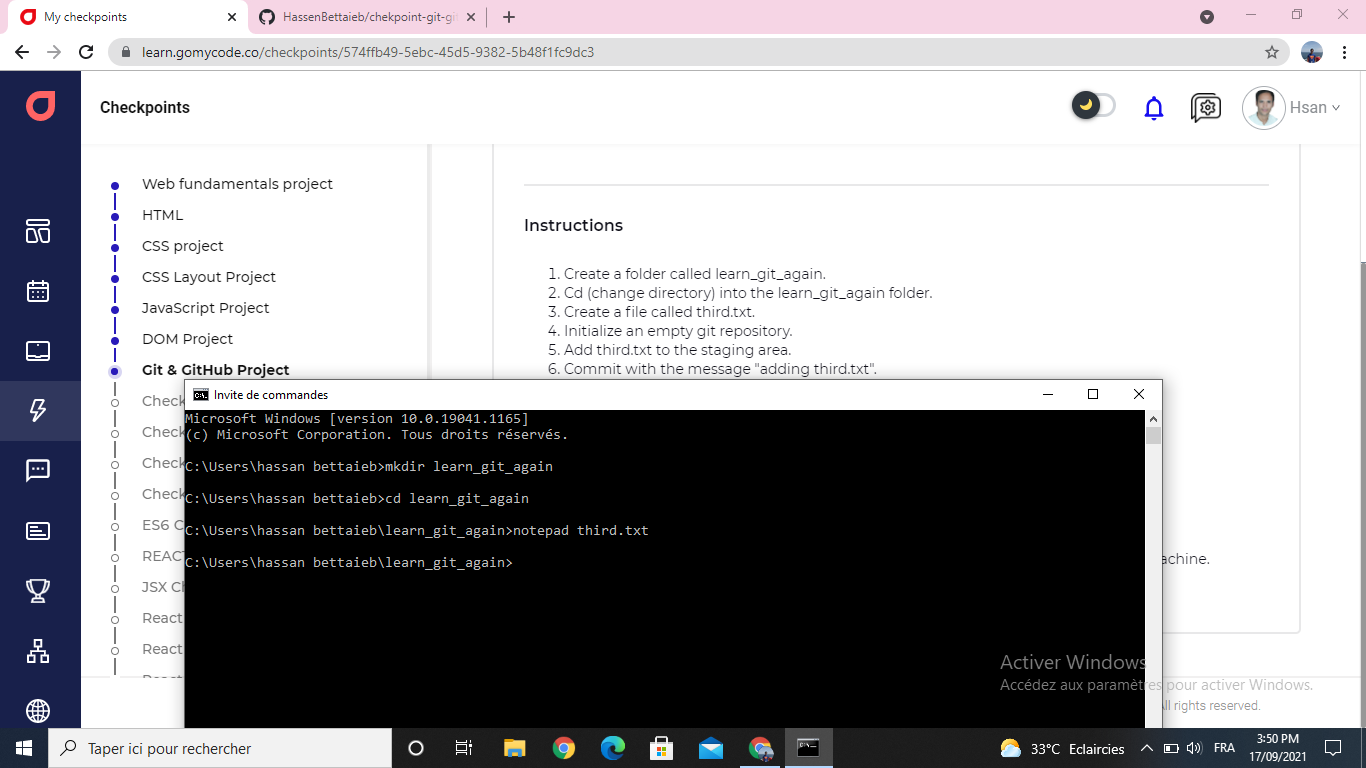 My checkpoints
HassenBettaieb/chekpoint-git-gi
learn.gomycode.co/checkpoints/574ffb49-5ebc-45d5-9382-5b48f1fc9dc3
Checkpoints
Hsan
Web fundamentals project
HTML
CSS project
CSS Layout Project
JavaScript Project
DOM Project
Git & GitHub Project
Check
Check
Check
Check
ES6 C
REACT
JSX Ch
React
React
Instructions
1. Create a folder called learn_git_again.
2. Cd (change directory) into the learn_git_again folder.
3. Create a file called third.txt.
4. Initialize an empty git repository.
5. Add third.txt to the staging area.
6. Commit with the message "adding third.txt".
achine.
Invite de commandes
Microsoft Windows [version 10.0.19041.1165]
(c) Microsoft Corporation. Tous droits réservés.
C:\Users\hassan bettaieb>mkdir learn_git_again
C:\Users\hassan bettaieb>cd learn_git_again
C:\Users\hassan bettaieb\learn_git_again>notepad third.txt
C:\Users\hassan bettaieb\learn_git_again>
Activer Windows
Accédez aux paramètres pour activer Windows.
ll rights reserved.
Taper ici pour rechercher
33°C Eclaircies
FRA
3:50 PM
17/09/2021